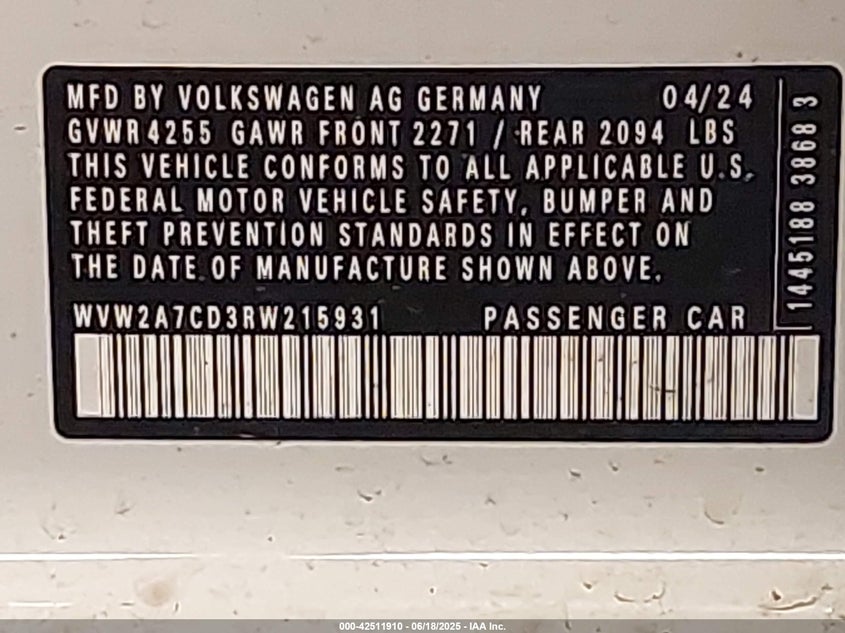 MFD BY VOLKSWAGEN AG GERMANY 04/24
GVWR 4255 GAWR FRONT 2271 / REAR 2094 LBS
THIS VEHICLE CONFORMS TO ALL APPLICABLE U.S.
FEDERAL MOTOR VEHICLE SAFETY, BUMPER AND
THEFT PREVENTION STANDARDS IN EFFECT ON
THE DATE OF MANUFACTURE SHOWN ABOVE.
WVW2A7CD3RW215931 PASSENGER CAR
1445188 3868 3
000-42511910 - 06/18/2025 - IAA Inc.